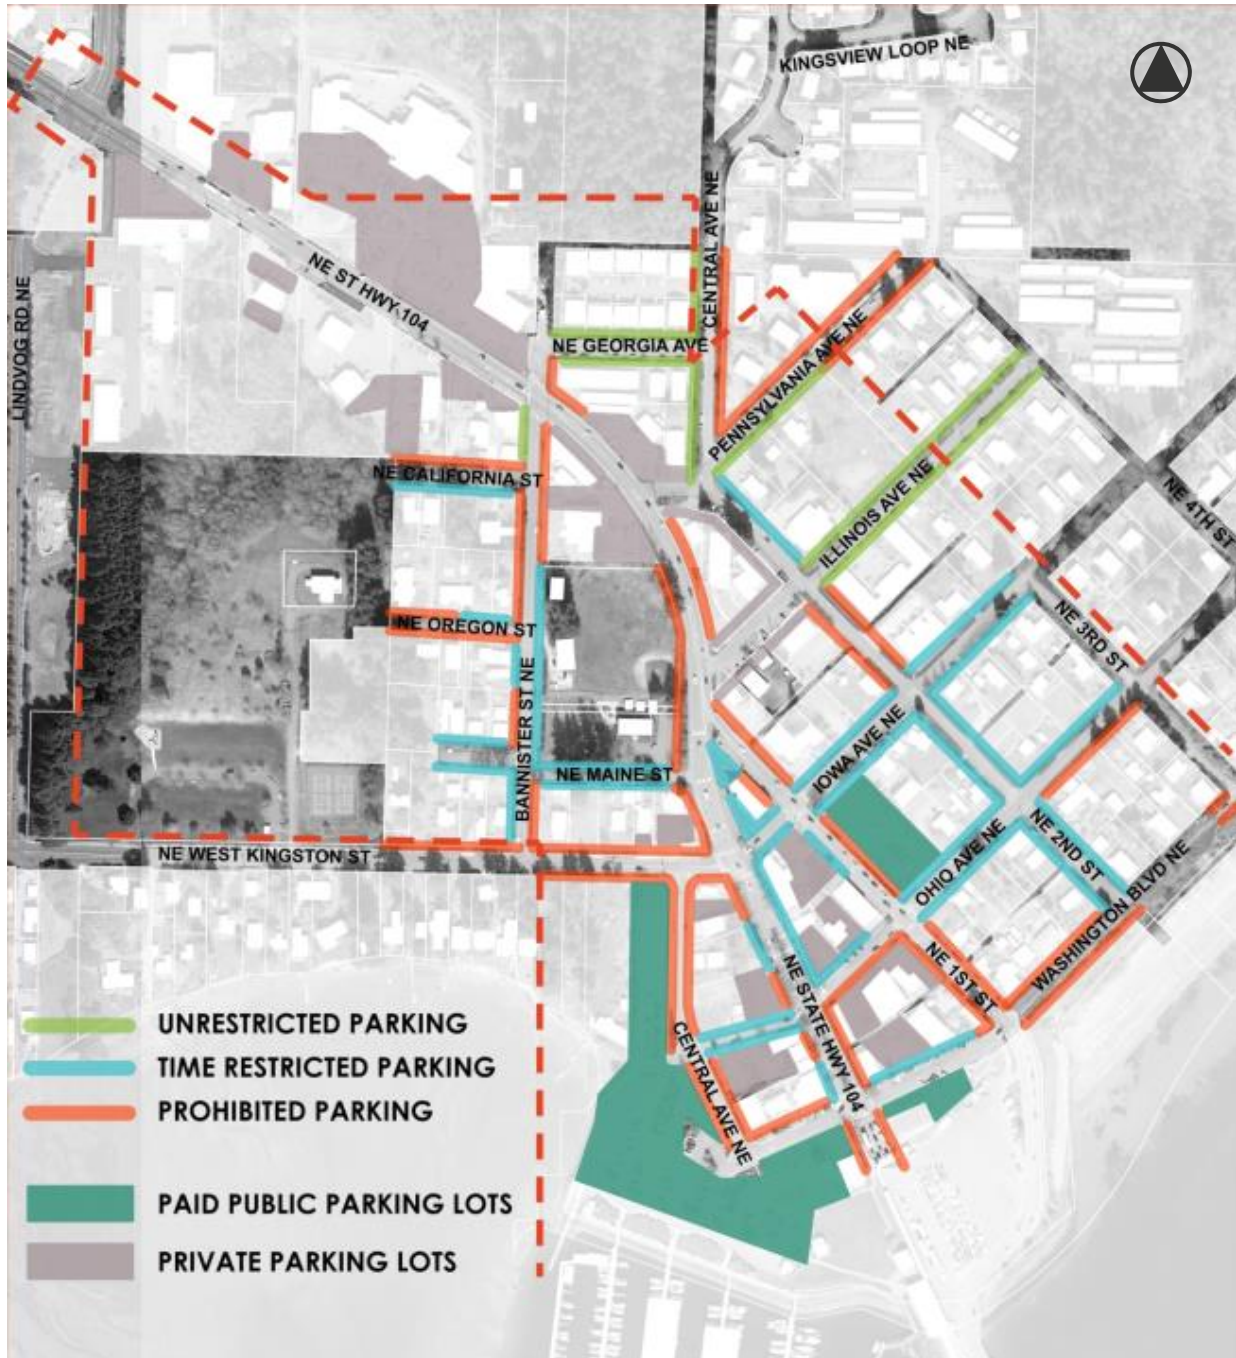 KINGSVIEW LOOP NE
CENTRAL AVE NE
NE ST HWY 104
LINDVOG RD NE
NE GEORGIA AVE
PENNSYLVANIA AVE NE
NE CALIFORNIA ST
ILLINOIS AVE NE
NE 4TH ST
NE OREGON ST
NE 3RD ST
BANNISTER ST NE
IOWA AVE NE
NE MAINE ST
NE WEST KINGSTON ST
OHIO AVE NE
NE 2ND ST
WASHINGTON BLVD NE
NE 1ST ST
NE STATE HWY 104
CENTRAL AVE NE
UNRESTRICTED PARKING
TIME RESTRICTED PARKING
PROHIBITED PARKING
PAID PUBLIC PARKING LOTS
PRIVATE PARKING LOTS